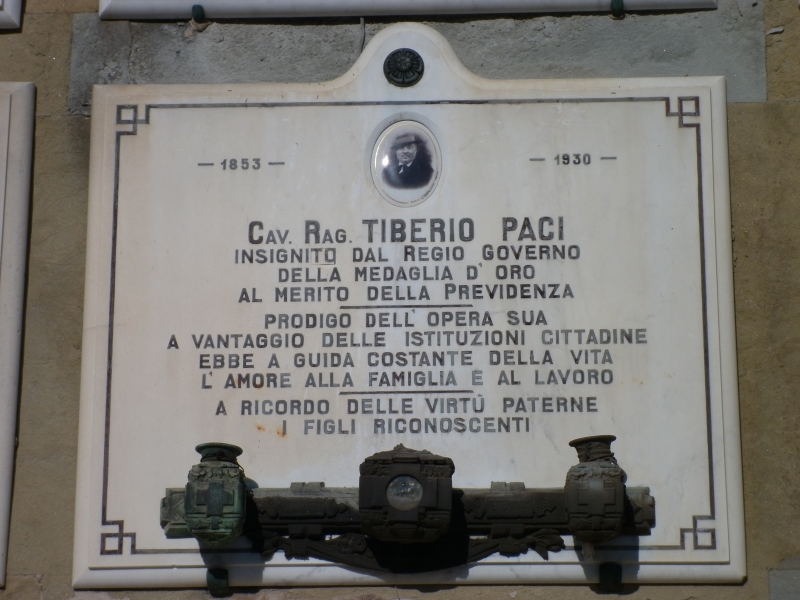 — 1853 — — 1930 —
CAV. RAG. TIBERIO PACI
INSIGNITO DAL REGIO GOVERNO
DELLA MEDAGLIA D' ORO
AL MERITO DELLA PREVIDENZA
PRODIGO DELL' OPERA SUA
A VANTAGGIO DELLE ISTITUZIONI CITTADINE
EBBE A GUIDA COSTANTE DELLA VITA
L' AMORE ALLA FAMIGLIA E AL LAVORO
A RICORDO DELLE VIRTÙ PATERNE
I FIGLI RICONOSCENTI